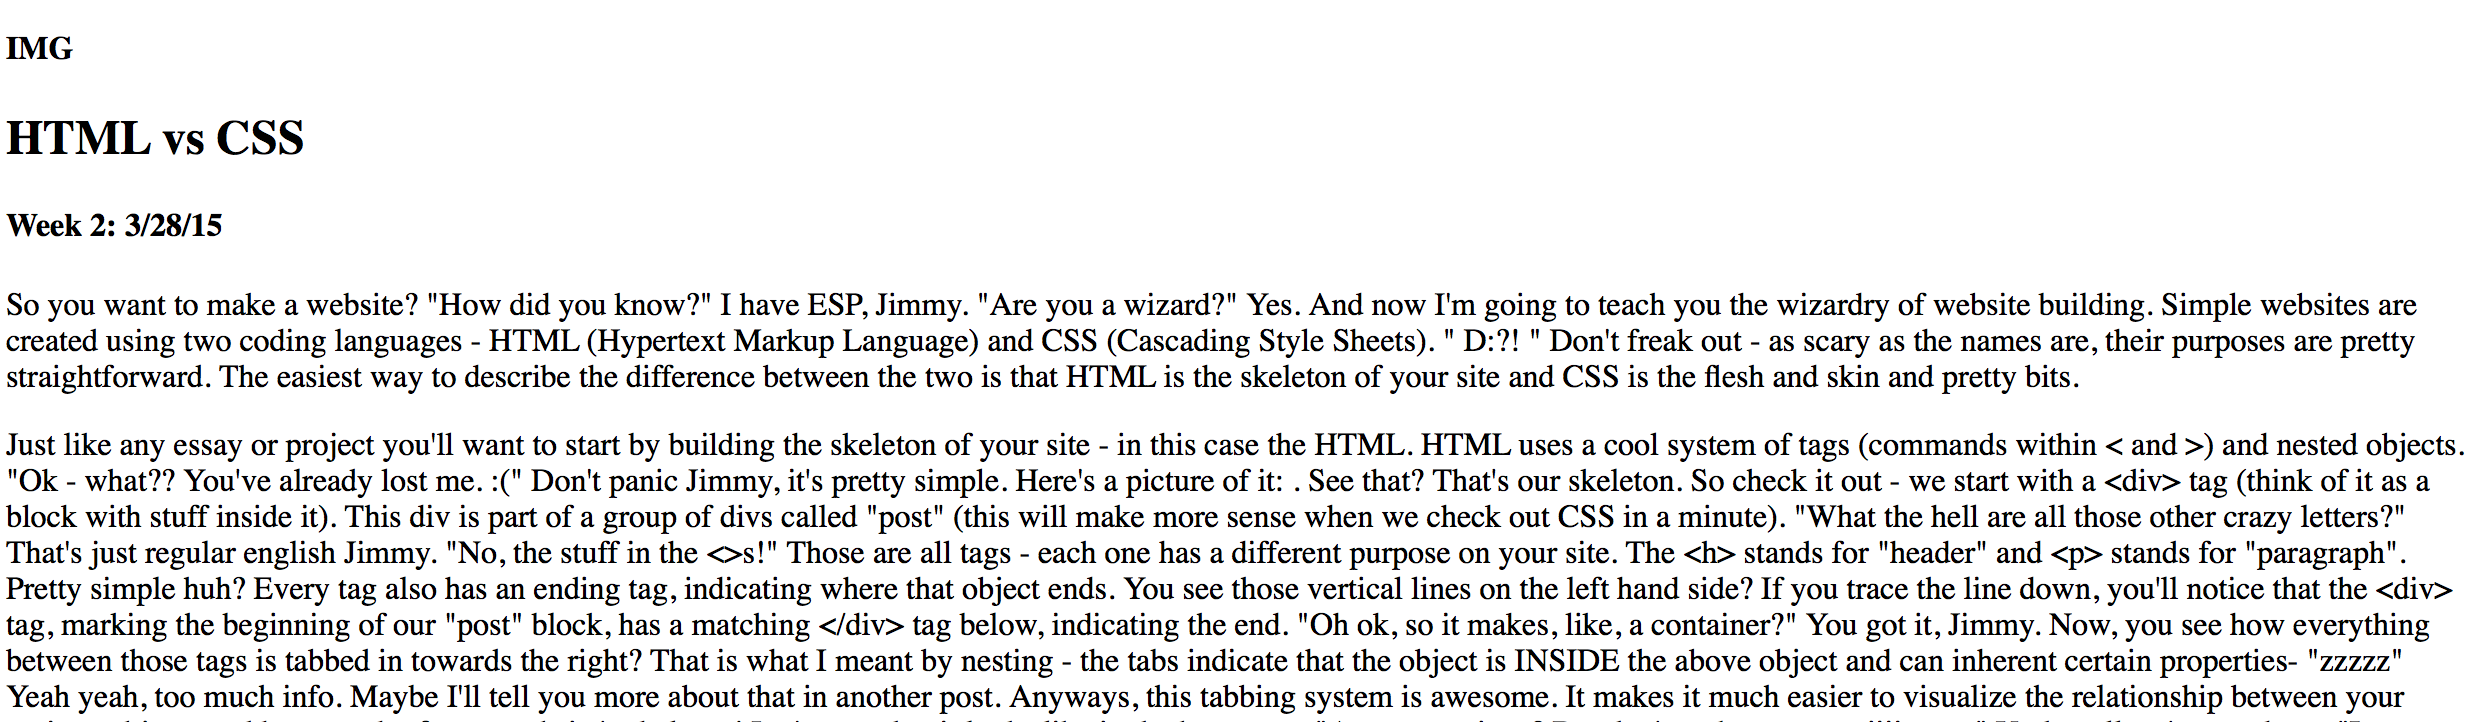 IMG
HTML vs CSS
Week 2: 3/28/15
So you want to make a website? "How did you know?" I have ESP, Jimmy. "Are you a wizard?" Yes. And now I'm going to teach you the wizardry of website building. Simple websites are
created using two coding languages - HTML (Hypertext Markup Language) and CSS (Cascading Style Sheets). " D:?! " Don't freak out - as scary as the names are, their purposes are pretty
straightforward. The easiest way to describe the difference between the two is that HTML is the skeleton of your site and CSS is the flesh and skin and pretty bits.
Just like any essay or project you'll want to start by building the skeleton of your site - in this case the HTML. HTML uses a cool system of tags (commands within < and >) and nested objects.
"Ok - what?? You've already lost me. :(" Don't panic Jimmy, it's pretty simple. Here's a picture of it: . See that? That's our skeleton. So check it out - we start with a <div> tag (think of it as a
block with stuff inside it). This div is part of a group of divs called "post" (this will make more sense when we check out CSS in a minute). "What the hell are all those other crazy letters?"
That's just regular english Jimmy. "No, the stuff in the <>s!" Those are all tags - each one has a different purpose on your site. The <h> stands for "header" and <p> stands for "paragraph".
Pretty simple huh? Every tag also has an ending tag, indicating where that object ends. You see those vertical lines on the left hand side? If you trace the line down, you'll notice that the <div>
tag, marking the beginning of our "post" block, has a matching </div> tag below, indicating the end. "Oh ok, so it makes, like, a container?" You got it, Jimmy. Now, you see how everything
between those tags is tabbed in towards the right? That is what I meant by nesting - the tabs indicate that the object is INSIDE the above object and can inherent certain properties- "zzzzz"
Yeah yeah, too much info. Maybe I'll tell you more about that in another post. Anyways, this tabbing system is awesome. It makes it much easier to visualize the relationship between your